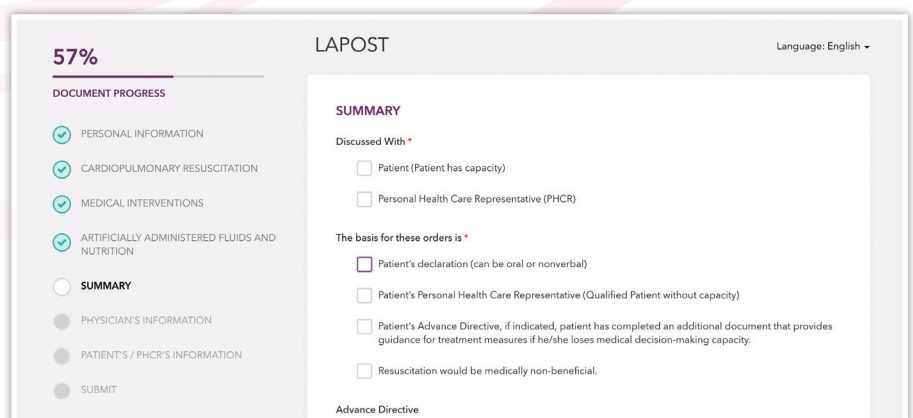 57%
DOCUMENT PROGRESS
PERSONAL INFORMATION
CARDIOPULMONARY RESUSCITATION
MEDICAL INTERVENTIONS
ARTIFICIALLY ADMINISTERED FLUIDS AND
NUTRITION
SUMMARY
PHYSICIAN'S INFORMATION
PATIENT'S / PHCR'S INFORMATION
SUBMIT
LAPOST
Language: English
SUMMARY
Discussed With *
Patient (Patient has capacity)
Personal Health Care Representative (PHCR)
The basis for these orders is *
Patient's declaration (can be oral or nonverbal)
Patient's Personal Health Care Representative (Qualified Patient without capacity)
Patient's Advance Directive, if indicated, patient has completed an additional document that provides
guidance for treatment measures if he/she loses medical decision-making capacity.
Resuscitation would be medically non-beneficial.
Advance Directive